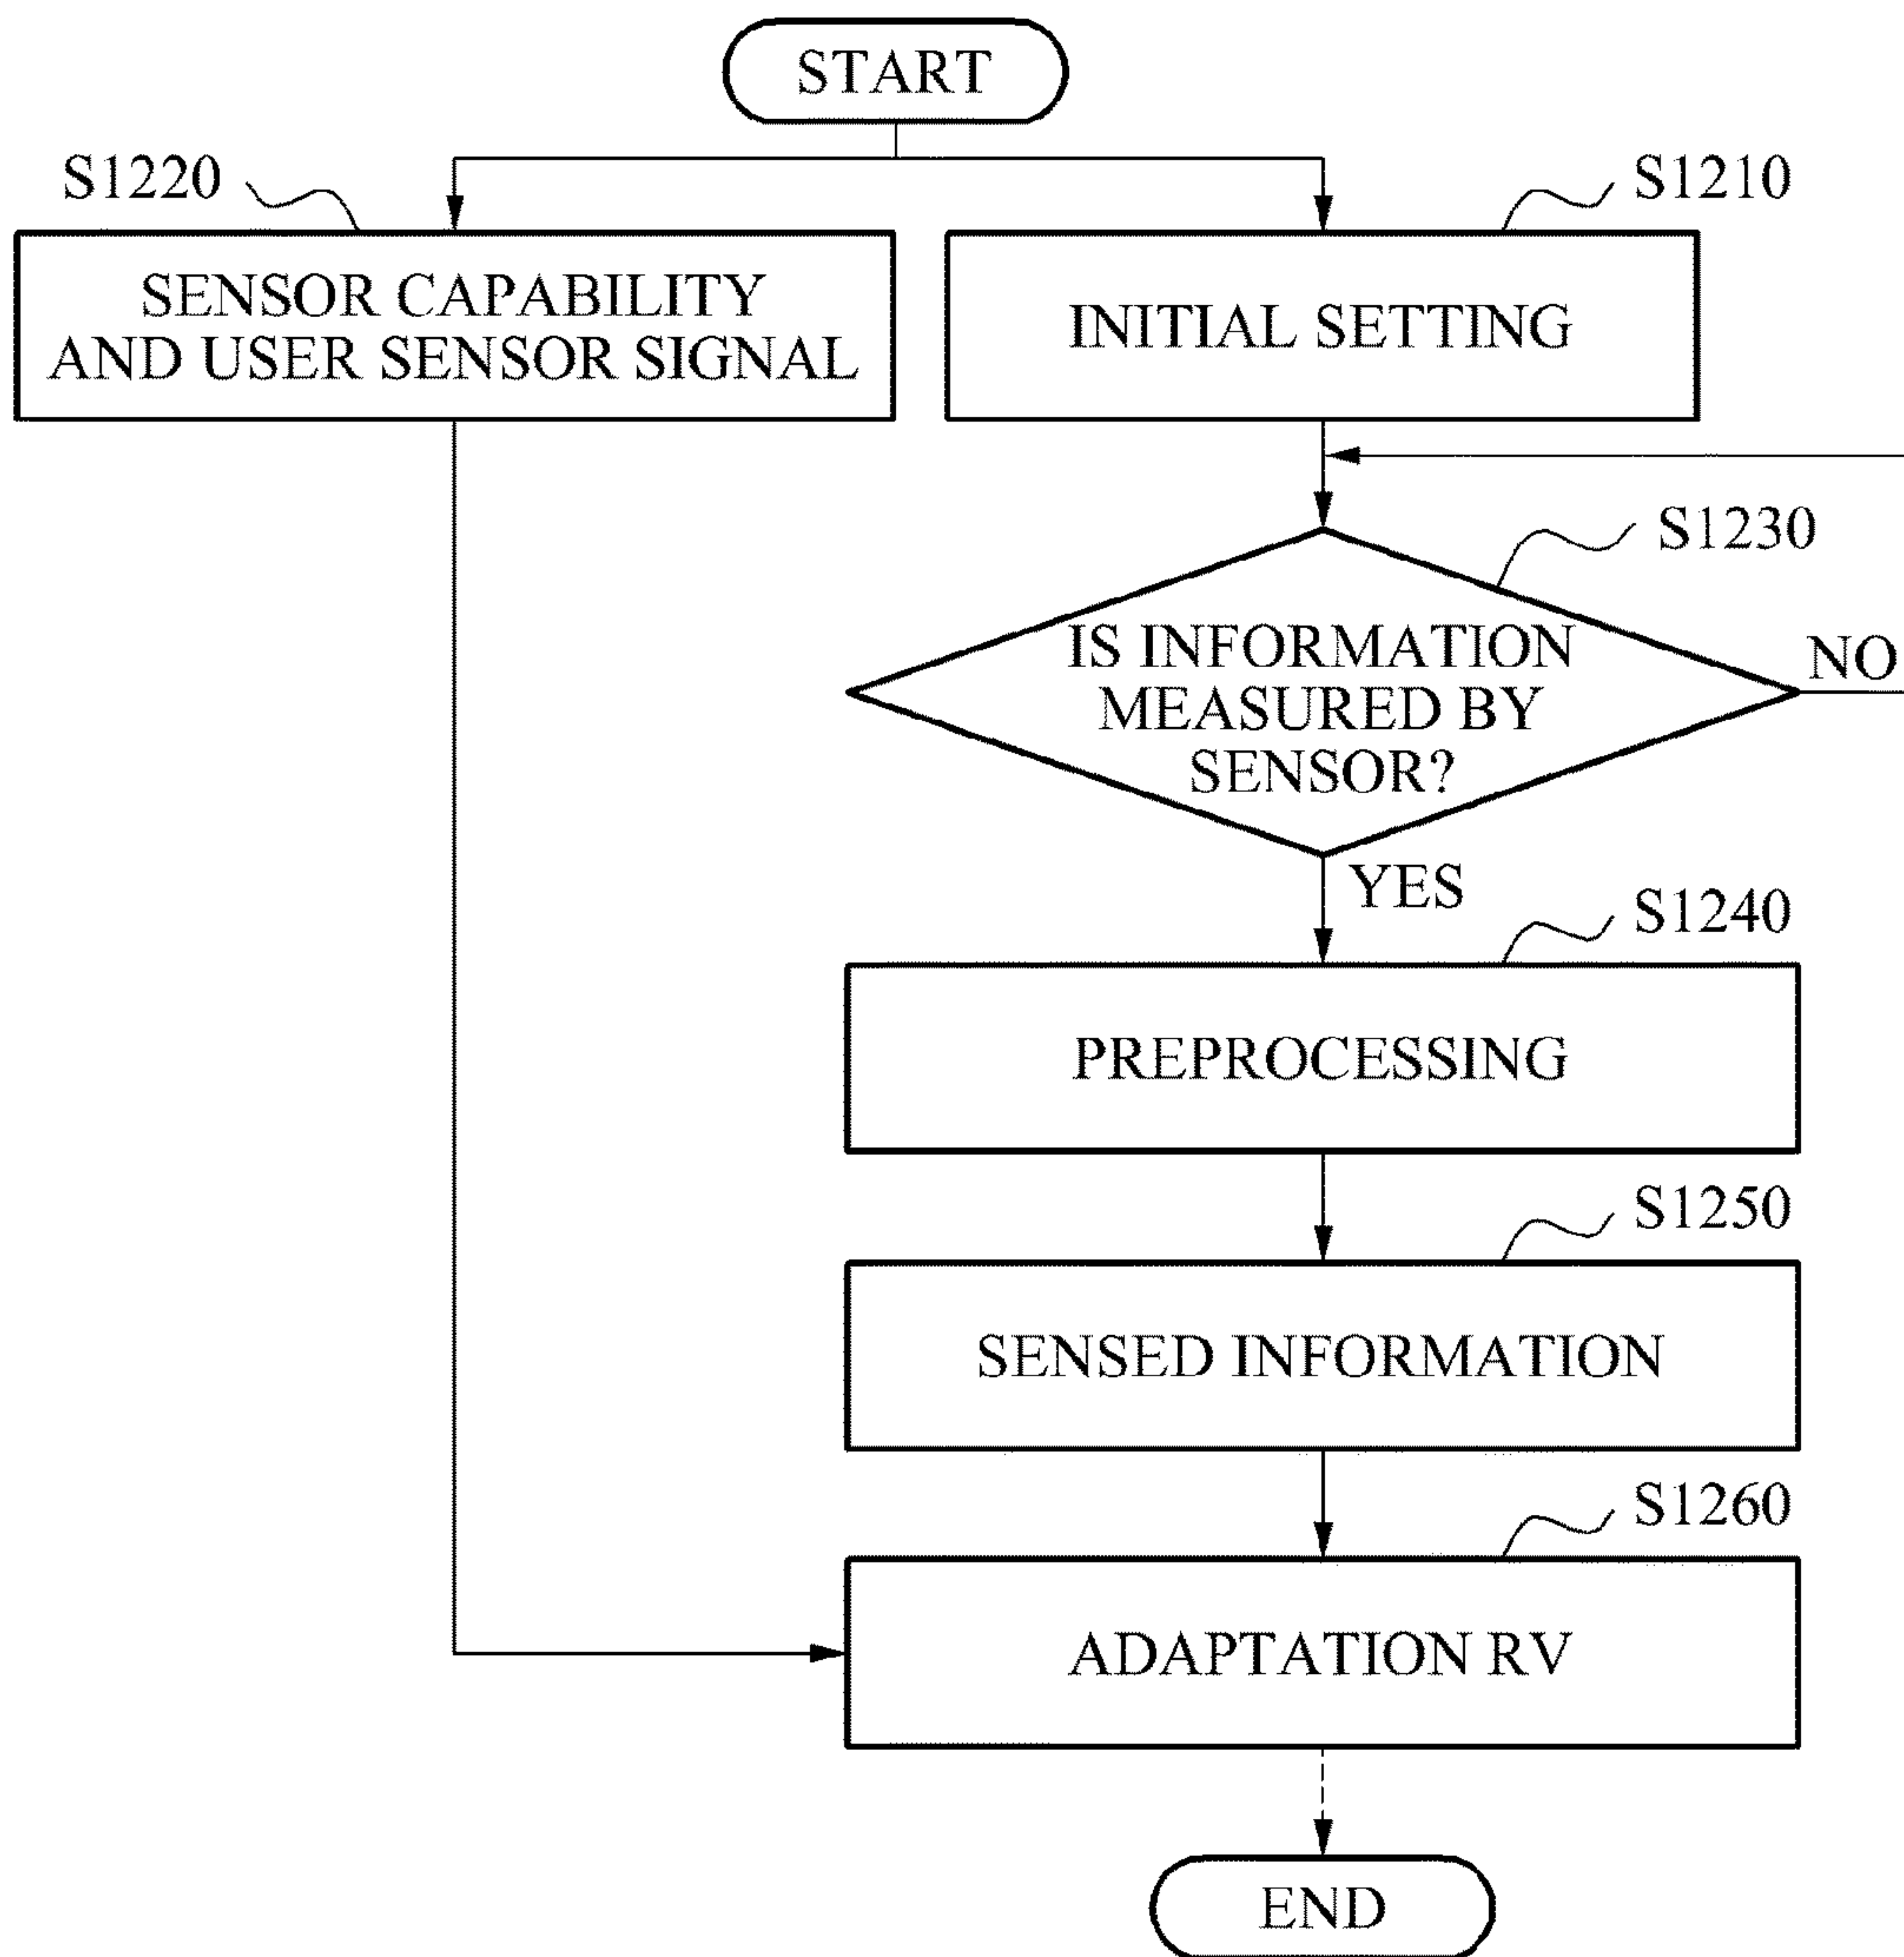 START
S1220
S1210
SENSOR CAPABILITY
AND USER SENSOR SIGNAL
INITIAL SETTING
S1230
IS INFORMATION
MEASURED BY
SENSOR?
NO
YES
S1240
PREPROCESSING
S1250
SENSED INFORMATION
S1260
ADAPTATION RV
END